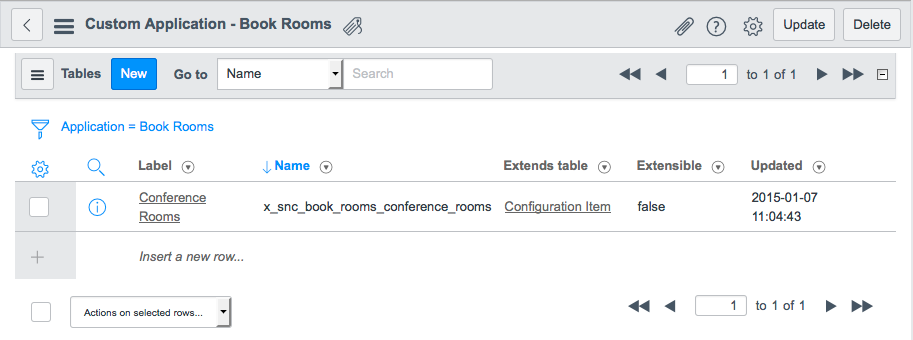 Custom Application - Book Rooms
Update
Delete
Tables
New
Go to
Name
Search
1 to 1 of 1
Application = Book Rooms
Label
Name
Extends table
Extensible
Updated
Conference
Rooms
x_snc_book_rooms_conference_rooms
Configuration Item
false
2015-01-07
11:04:43
Insert a new row...
Actions on selected rows...
1 to 1 of 1